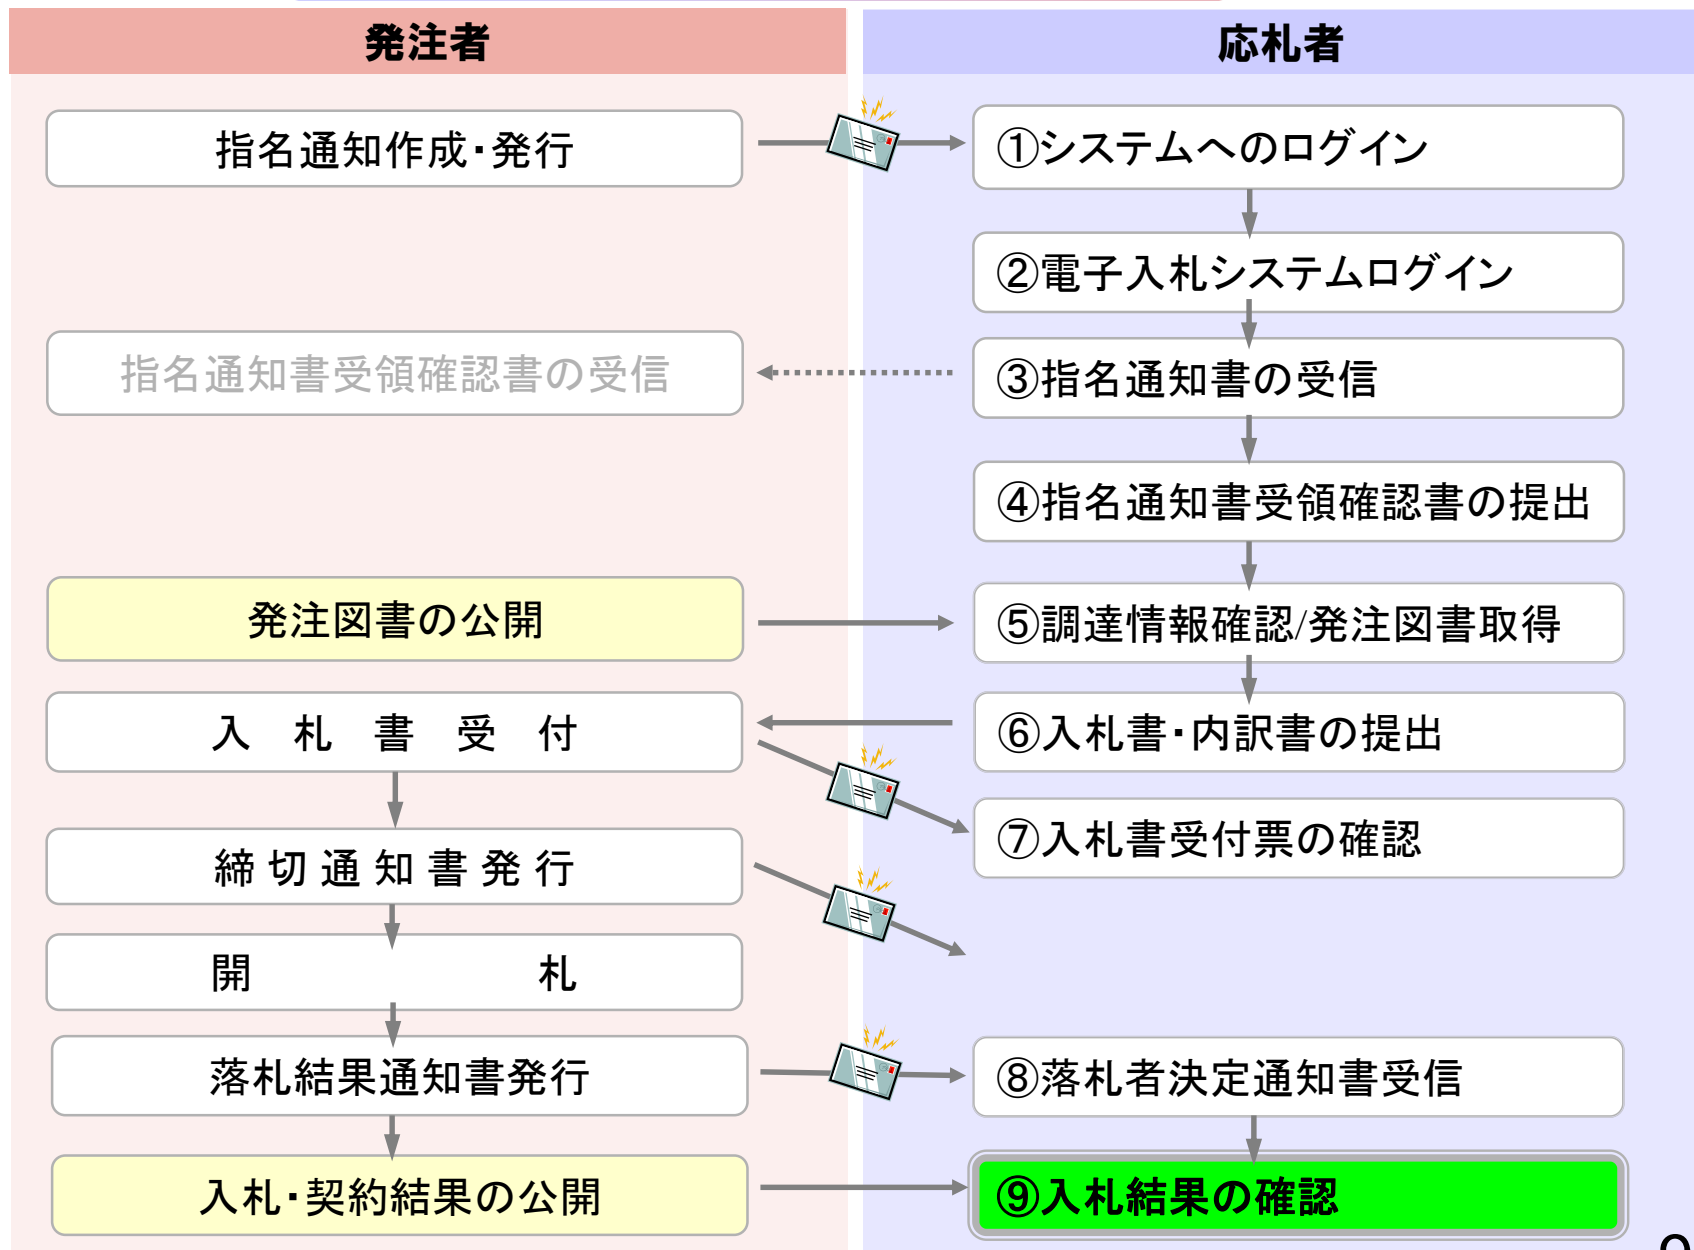 発注者
応札者
指名通知作成・発行
①システムへのログイン
②電子入札システムログイン
指名通知書受領確認書の受信
③指名通知書の受信
④指名通知書受領確認書の提出
発注図書の公開
⑤調達情報確認/発注図書取得
入 札 書 受 付
⑥入札書・内訳書の提出
⑦入札書受付票の確認
締切通知書発行
開 札
落札結果通知書発行
⑧落札者決定通知書受信
入札・契約結果の公開
⑨入札結果の確認